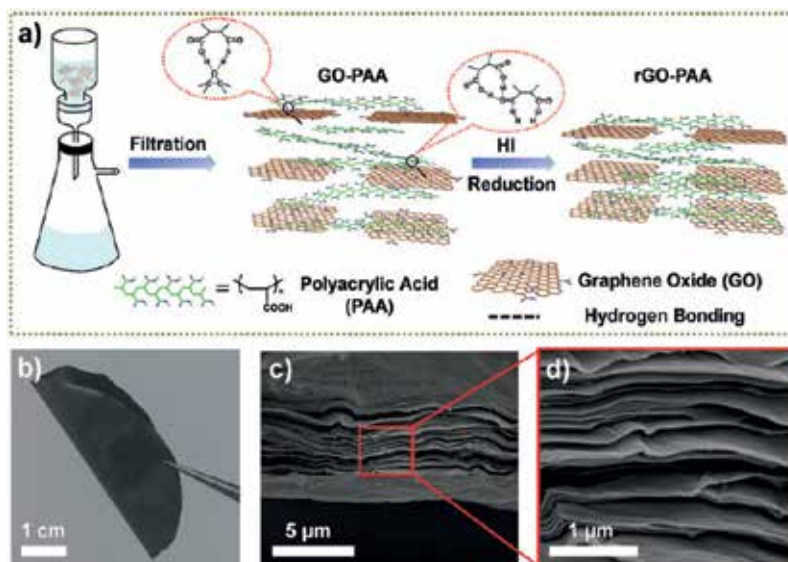 a)
GO-PAA
rGO-PAA
Filtration
HI
Reduction
Polyacrylic Acid
(PAA)
COOH
Graphene Oxide (GO)
Hydrogen Bonding
b)
c)
d)
1 cm
5 μm
1 μm